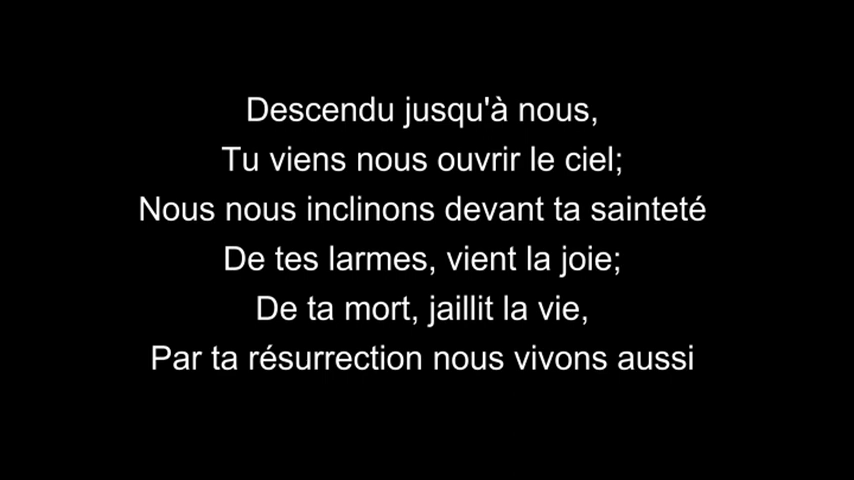 Descendu jusqu'à nous,
Tu viens nous ouvrir le ciel;
Nous nous inclinons devant ta sainteté
De tes larmes, vient la joie;
De ta mort, jaillit la vie,
Par ta résurrection nous vivons aussi